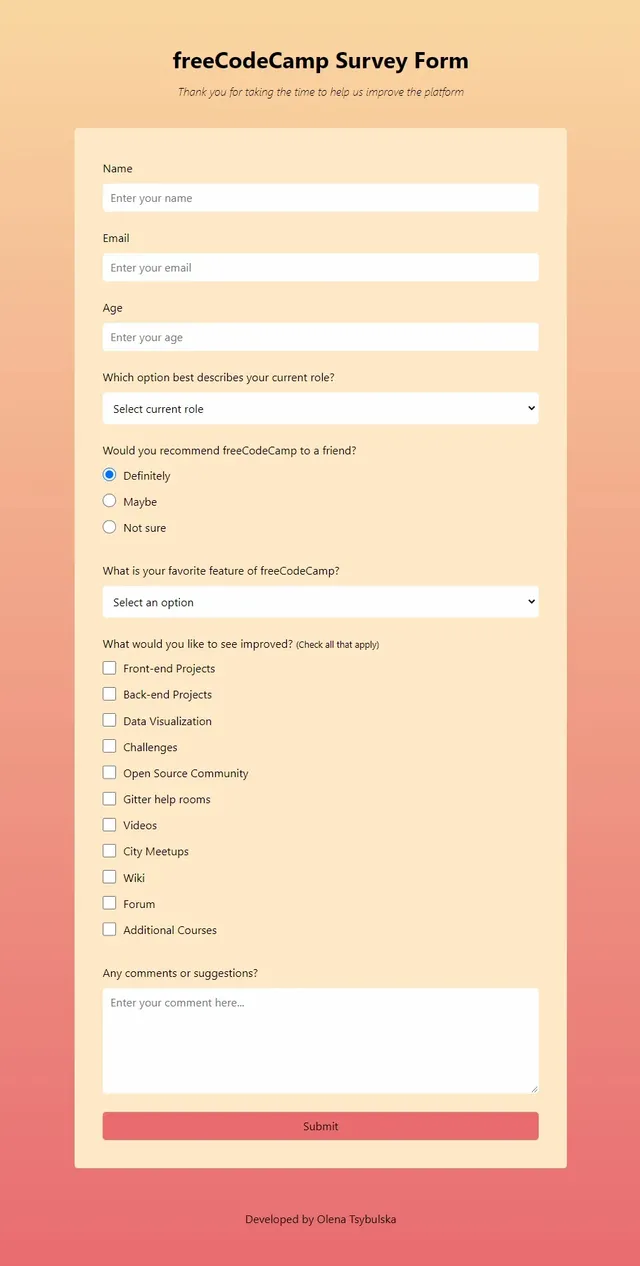 freeCodeCamp Survey Form
Thank you for taking the time to help us improve the platform
Name
Enter your name
Email
Enter your email
Age
Enter your age
Which option best describes your current role?
Select current role
Would you recommend freeCodeCamp to a friend?
Definitely
Maybe
Not sure
What is your favorite feature of freeCodeCamp?
Select an option
What would you like to see improved? (Check all that apply)
Front-end Projects
Back-end Projects
Data Visualization
Challenges
Open Source Community
Gitter help rooms
Videos
City Meetups
Wiki
Forum
Additional Courses
Any comments or suggestions?
Enter your comment here...
Submit
Developed by Olena Tsybulska